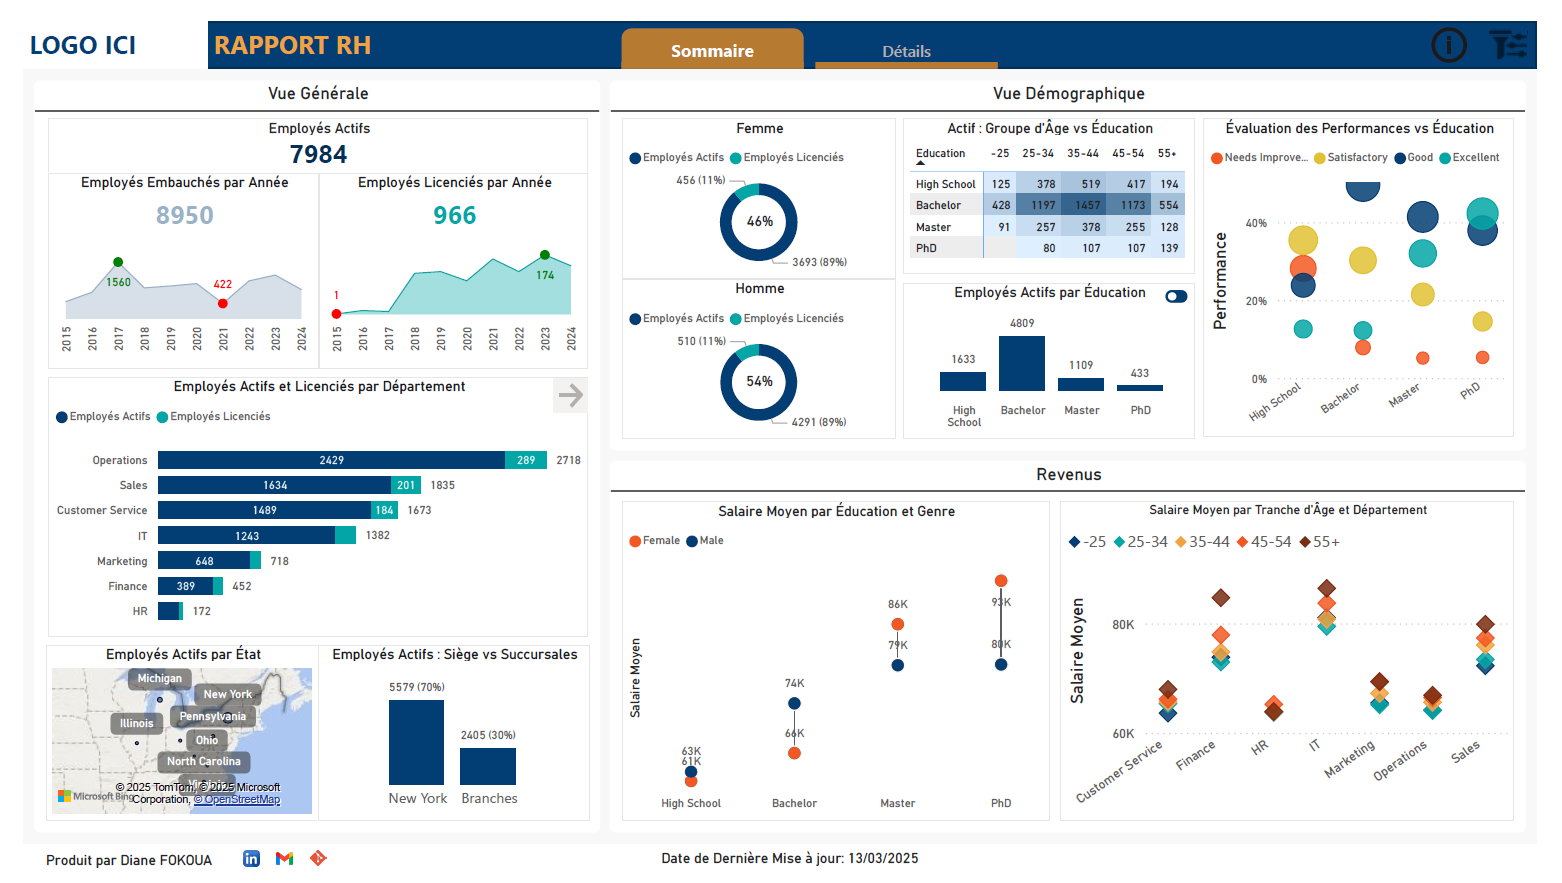 LOGO ICI
RAPPORT RH
Sommaire
Détails
Vue Générale
Employés Actifs
7984
Employés Embauchés par Année
8950
1560
422
2015 2016 2017 2018 2019 2020 2021 2022 2023 2024
Employés Licenciés par Année
966
1
174
2015 2016 2017 2018 2019 2020 2021 2022 2023 2024
Employés Actifs et Licenciés par Département
Employés Actifs Employés Licenciés
Operations 2429 289 2718
Sales 1634 201 1835
Customer Service 1489 184 1673
IT 1243 1382
Marketing 648 718
Finance 389 452
HR 172
Employés Actifs par État
Michigan
New York
Illinois
Pennsylvania
Ohio
North Carolina
Microsoft Bing
© 2025 TomTom, © 2025 Microsoft
Corporation, © OpenStreetMap
Employés Actifs : Siège vs Succursales
5579 (70%)
2405 (30%)
New York Branches
Vue Démographique
Femme
Employés Actifs Employés Licenciés
456 (11%)
46%
3693 (89%)
Homme
Employés Actifs Employés Licenciés
510 (11%)
54%
4291 (89%)
Actif : Groupe d'Âge vs Éducation
Education -25 25-34 35-44 45-54 55+
High School 125 378 519 417 194
Bachelor 428 1197 1457 1173 554
Master 91 257 378 255 128
PhD 80 107 107 139
Employés Actifs par Éducation
1633
4809
1109
433
High School
Bachelor
Master
PhD
Évaluation des Performances vs Éducation
Needs Improve... Satisfactory Good Excellent
Performance
40%
20%
0%
High School
Bachelor
Master
PhD
Revenus
Salaire Moyen par Éducation et Genre
Female Male
Salaire Moyen
63K
61K
74K
66K
86K
79K
93K
80K
High School
Bachelor
Master
PhD
Salaire Moyen par Tranche d'Âge et Département
-25 25-34 35-44 45-54 55+
Salaire Moyen
80K
60K
Customer Service
Finance
HR
IT
Marketing
Operations
Sales
Produit par Diane FOKOUA
in
Date de Dernière Mise à jour: 13/03/2025